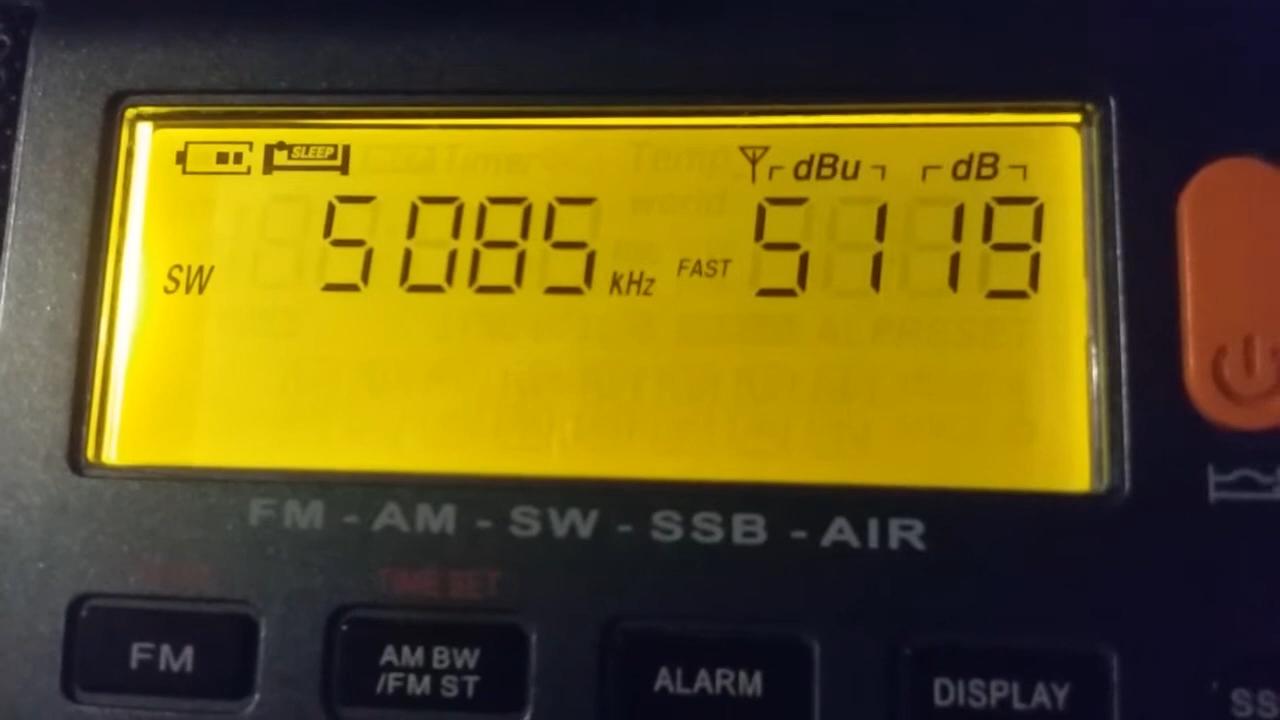 SLEEP dBu dB
SW 5085 kHz FAST 5119
FM - AM - SW - SSB - AIR
TIME SET
FM
AM BW
/FM ST
ALARM
DISPLAY